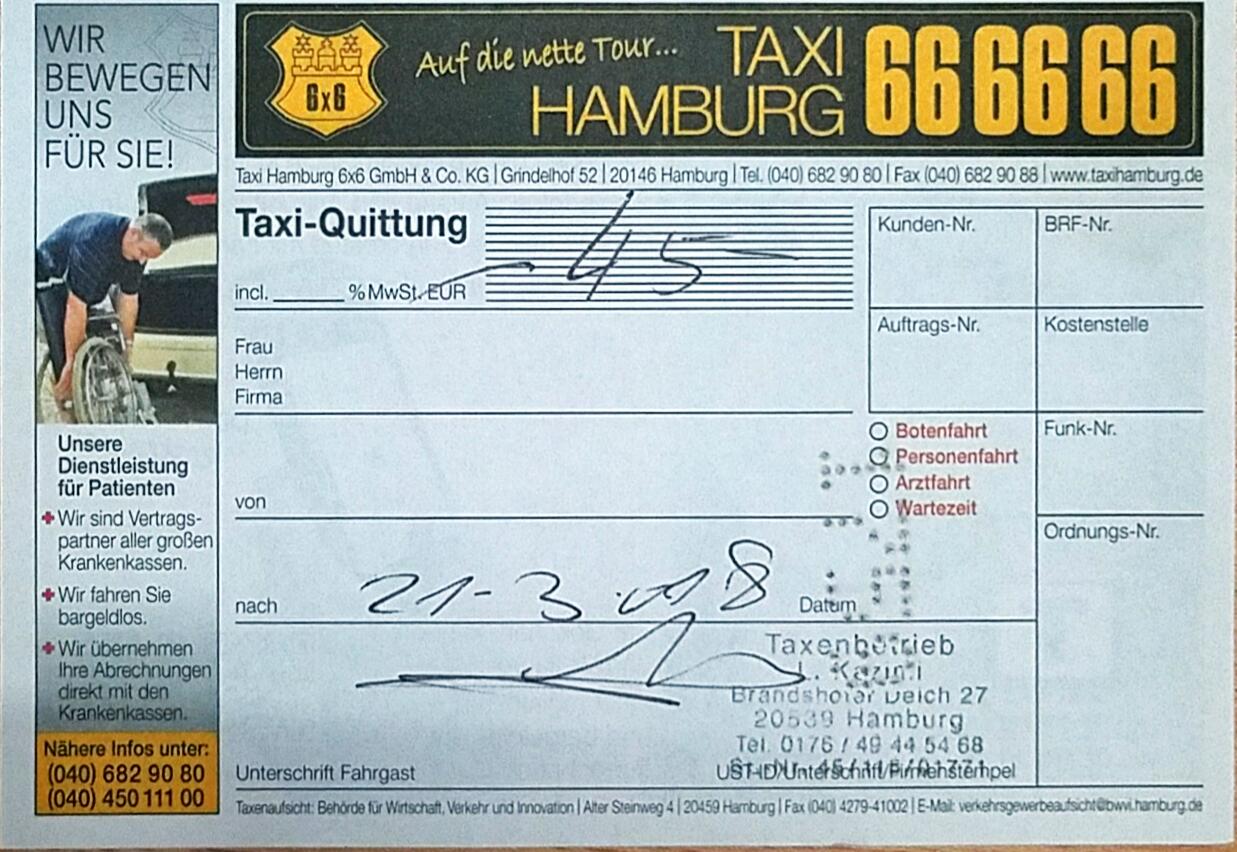 WIR
BEWEGEN
UNS
FÜR SIE!
Unsere
Dienstleistung
für Patienten
Wir sind Vertrags-
partner aller großen
Krankenkassen.
Wir fahren Sie
bargeldlos.
Wir übernehmen
Ihre Abrechnungen
direkt mit den
Krankenkassen.
Nähere Infos unter:
(040) 682 90 80
(040) 450 111 00
6x6
Auf die nette Tour...
TAXI
HAMBURG
66 66 66
Taxi Hamburg 6x6 GmbH & Co. KG | Grindelhof 52 | 20146 Hamburg | Tel. (040) 682 90 80 | Fax (040) 682 90 88 | www.taxihamburg.de
Taxi-Quittung
incl. ______ % MwSt. EUR
45
Kunden-Nr.
BRF-Nr.
Auftrags-Nr.
Kostenstelle
Frau
Herrn
Firma
Botenfahrt
Personenfahrt
Arztfahrt
Wartezeit
Funk-Nr.
von
Ordnungs-Nr.
nach
21-3.018
Datum
Taxenbetrieb
Brandshofer Deich 27
20539 Hamburg
Tel. 0176 / 49 44 54 68
Unterschrift Fahrgast
UST-ID/Unterschrift/Firmenstempel
Taxenaufsicht: Behörde für Wirtschaft, Verkehr und Innovation | Alter Steinweg 4 | 20459 Hamburg | Fax (040) 4279-41002 | E-Mail: verkehrsgewerbeaufsicht@bwvi.hamburg.de